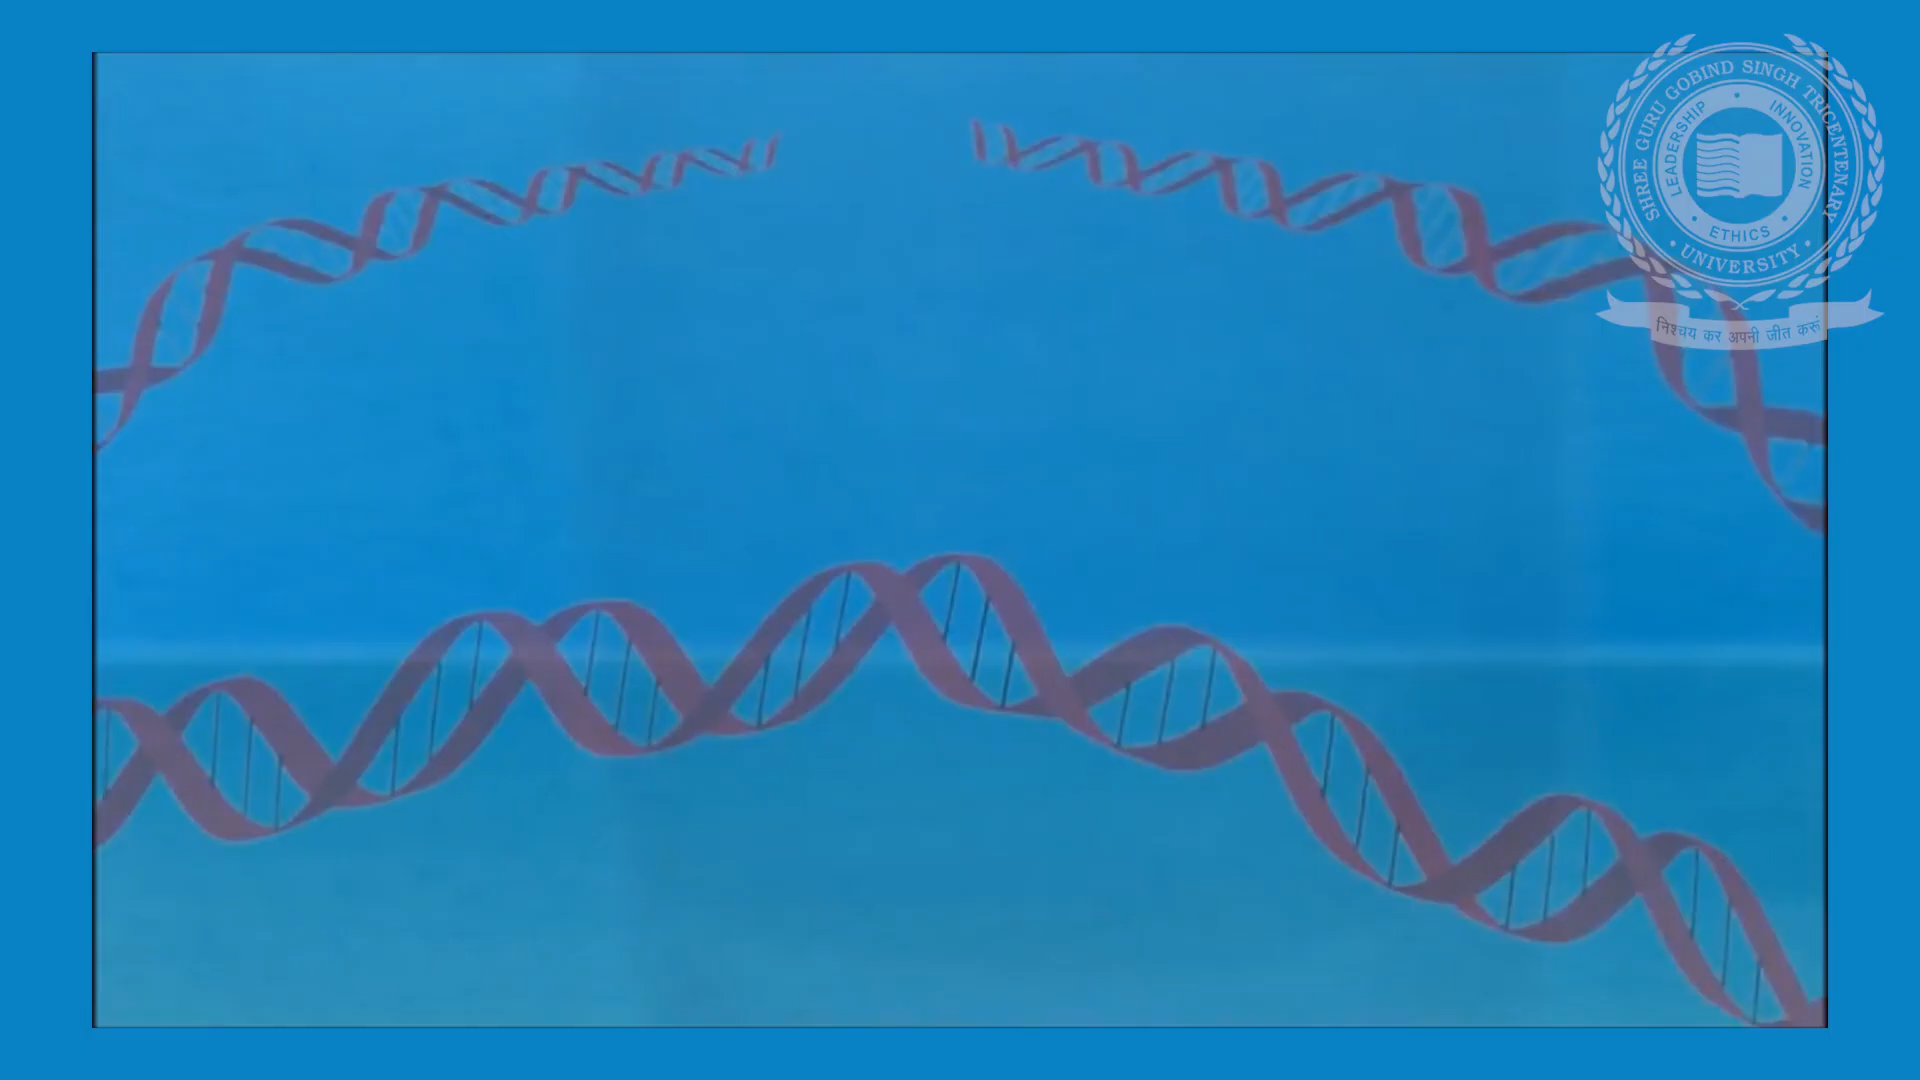 SHREE GURU GOBIND SINGH TRICENTENARY
UNIVERSITY
LEADERSHIP
INNOVATION
ETHICS
निश्चय कर अपनी जीत करूं